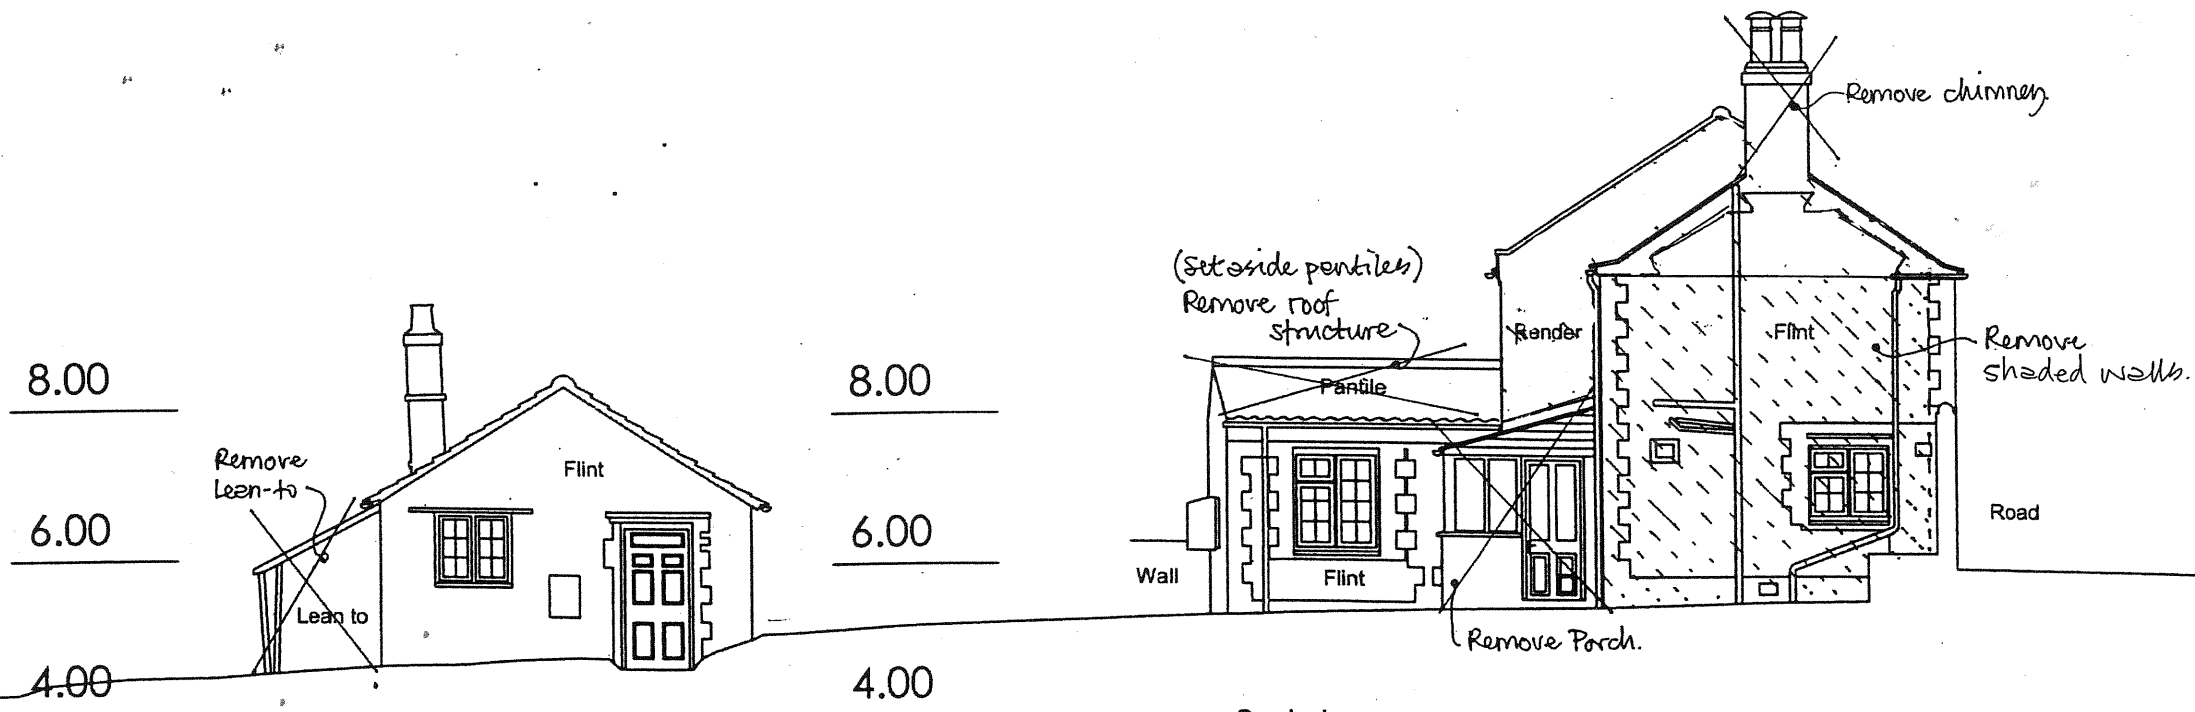 Remove chimney.
(Set aside pantiles)
Remove roof
structure
Render
Flint
Remove
shaded walls.
8.00
8.00
Pantile
Remove
Lean-to
Flint
6.00
6.00
Road
Wall
Flint
Lean to
Remove Porch.
4.00
4.00